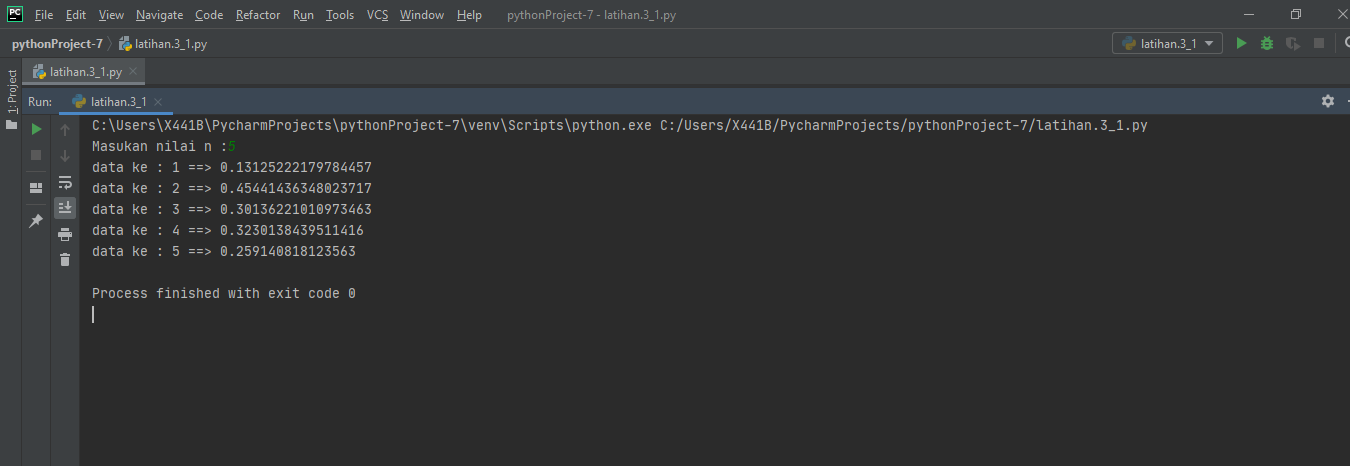 PC File Edit View Navigate Code Refactor Run Tools VCS Window Help pythonProject-7 - latihan.3_1.py
pythonProject-7 latihan.3_1.py latihan.3_1
latihan.3_1.py
1: Project
Run: latihan.3_1
C:\Users\X441B\PycharmProjects\pythonProject-7\venv\Scripts\python.exe C:/Users/X441B/PycharmProjects/pythonProject-7/latihan.3_1.py
Masukan nilai n :5
data ke : 1 ==> 0.13125222179784457
data ke : 2 ==> 0.45441436348023717
data ke : 3 ==> 0.30136221010973463
data ke : 4 ==> 0.3230138439511416
data ke : 5 ==> 0.259140818123563
Process finished with exit code 0